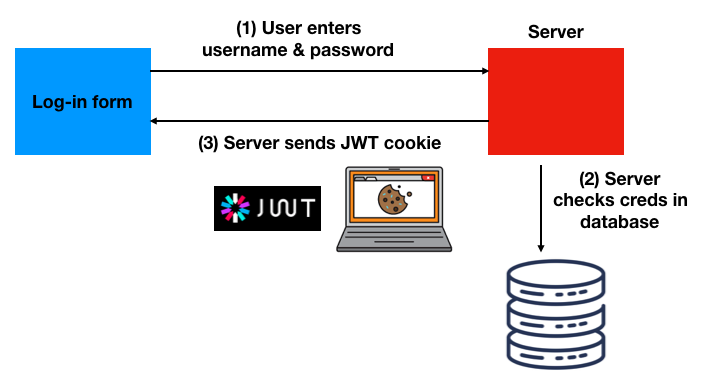 (1) User enters
username & password
Server
Log-in form
(3) Server sends JWT cookie
JWT
(2) Server
checks creds in
database